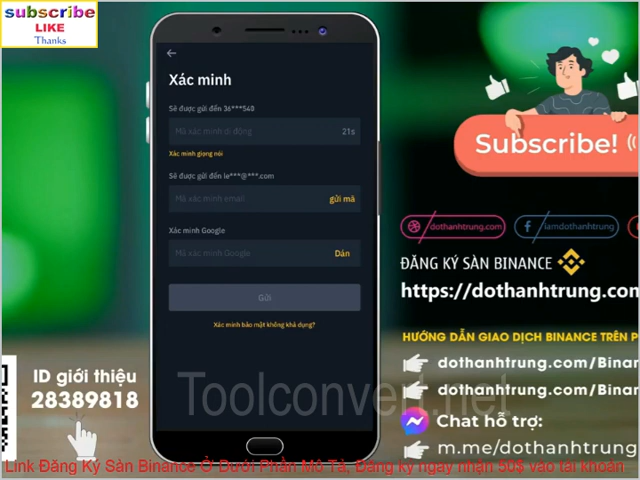 subscribe
LIKE
Thanks
Xác minh
Sẽ được gửi đến 36***540
Mã xác minh di động 21s
Xác minh giọng nói
Sẽ được gửi đến le***@***.com
Mã xác minh email gửi mã
Xác minh Google
Mã xác minh Google Dán
Gửi
Xác minh bảo mật không khả dụng?
Subscribe!
dothanhtrung.com
iamdothanhtrung
ĐĂNG KÝ SÀN BINANCE
https://dothanhtrung.com
HƯỚNG DẪN GIAO DỊCH BINANCE TRÊN
dothanhtrung.com/Binan
dothanhtrung.com/Binan
Chat hỗ trợ:
m.me/dothanhtrung
ID giới thiệu
28389818
Toolconvert.net
Link Đăng Ký Sàn Binance Ở Dưới Phần Mô Tả, Đăng ký ngay nhận 50$ vào tài khoản